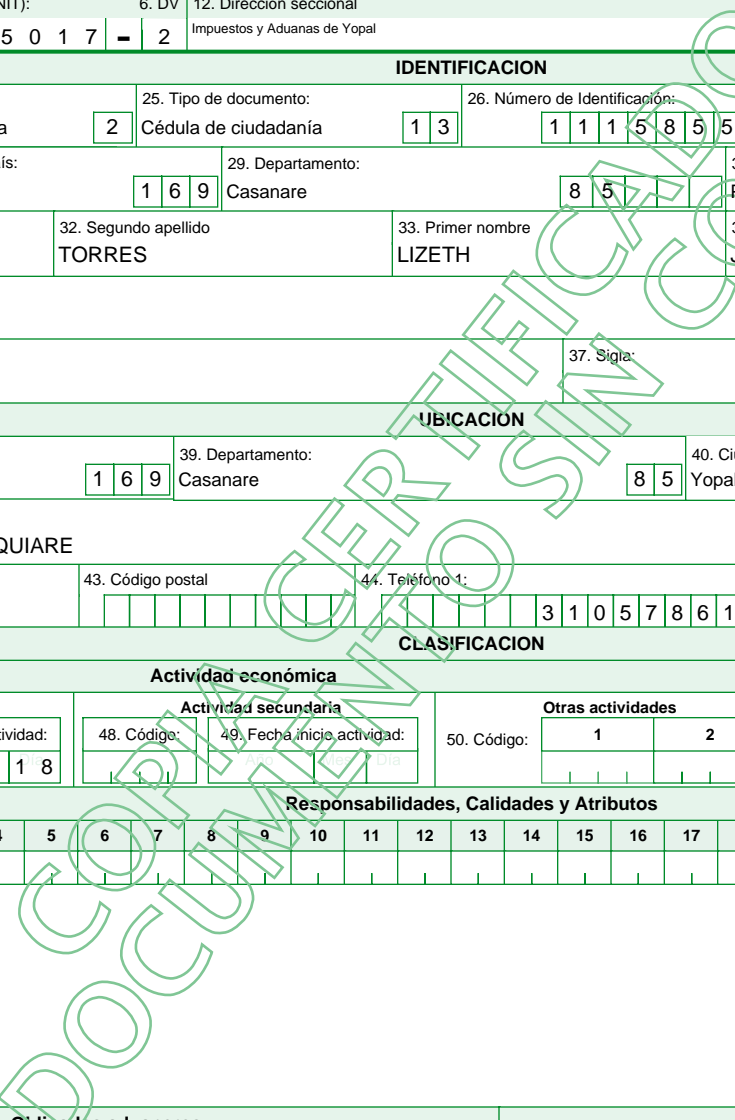 NIT): 6. DV 12. Dirección seccional
5 0 1 7 - 2 Impuestos y Aduanas de Yopal
IDENTIFICACION
25. Tipo de documento: 26. Número de Identificación:
a 2 Cédula de ciudadanía 1 3 1 1 1 5 8 5 5
ís: 29. Departamento:
1 6 9 Casanare 8 5
32. Segundo apellido 33. Primer nombre
TORRES LIZETH
37. Sigla:
UBICACION
39. Departamento: 40. Ciu
1 6 9 Casanare 8 5 Yopal
QUIARE
43. Código postal 44. Teléfono 1:
3 1 0 5 7 8 6 1
CLASIFICACION
Actividad económica
Actividad secundaria Otras actividades
tividad: 48. Código: 49. Fecha inicio actividad: 50. Código: 1 2
Día 1 8 Año Mes Día
Responsabilidades, Calidades y Atributos
4 5 6 7 8 9 10 11 12 13 14 15 16 17
COPIA CERTIFICADO
DOCUMENTO SIN CO